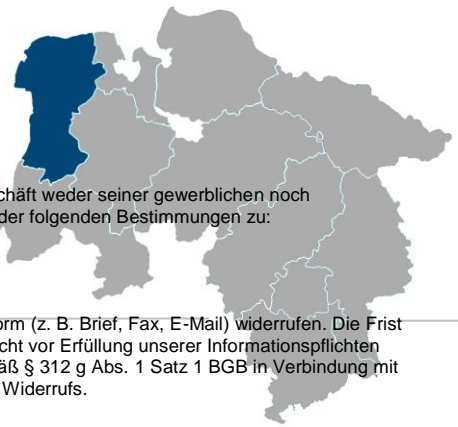 chäft weder seiner gewerblichen noch
der folgenden Bestimmungen zu:
orm (z. B. Brief, Fax, E-Mail) widerrufen. Die Frist
cht vor Erfüllung unserer Informationspflichten
äß § 312 g Abs. 1 Satz 1 BGB in Verbindung mit
Widerrufs.